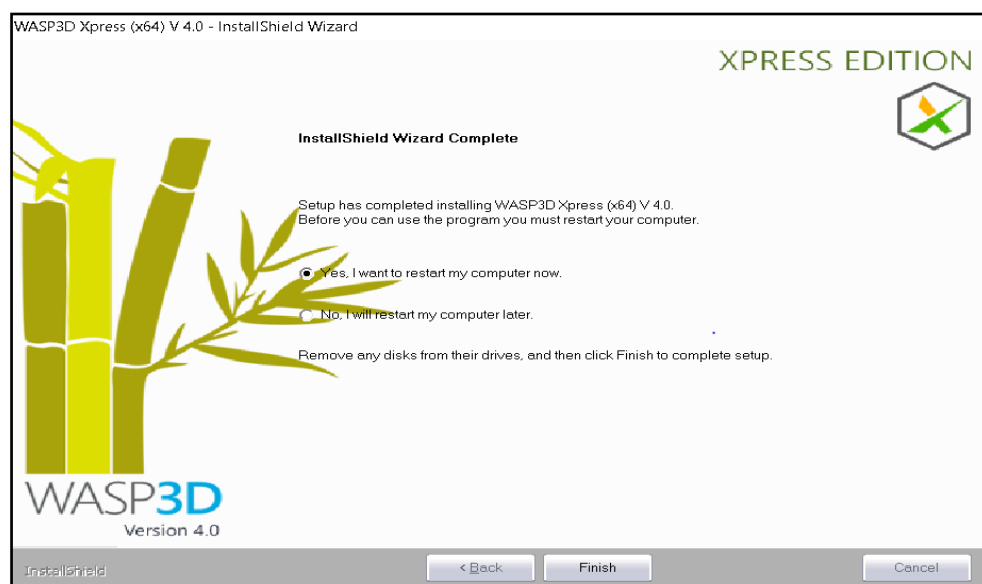 WASP3D Xpress (x64) V 4.0 - InstallShield Wizard
XPRESS EDITION
InstallShield Wizard Complete
Setup has completed installing WASP3D Xpress (x64) V 4.0.
Before you can use the program you must restart your computer.
Yes, I want to restart my computer now.
No, I will restart my computer later.
Remove any disks from their drives, and then click Finish to complete setup.
WASP3D
Version 4.0
InstallShield
< Back
Finish
Cancel